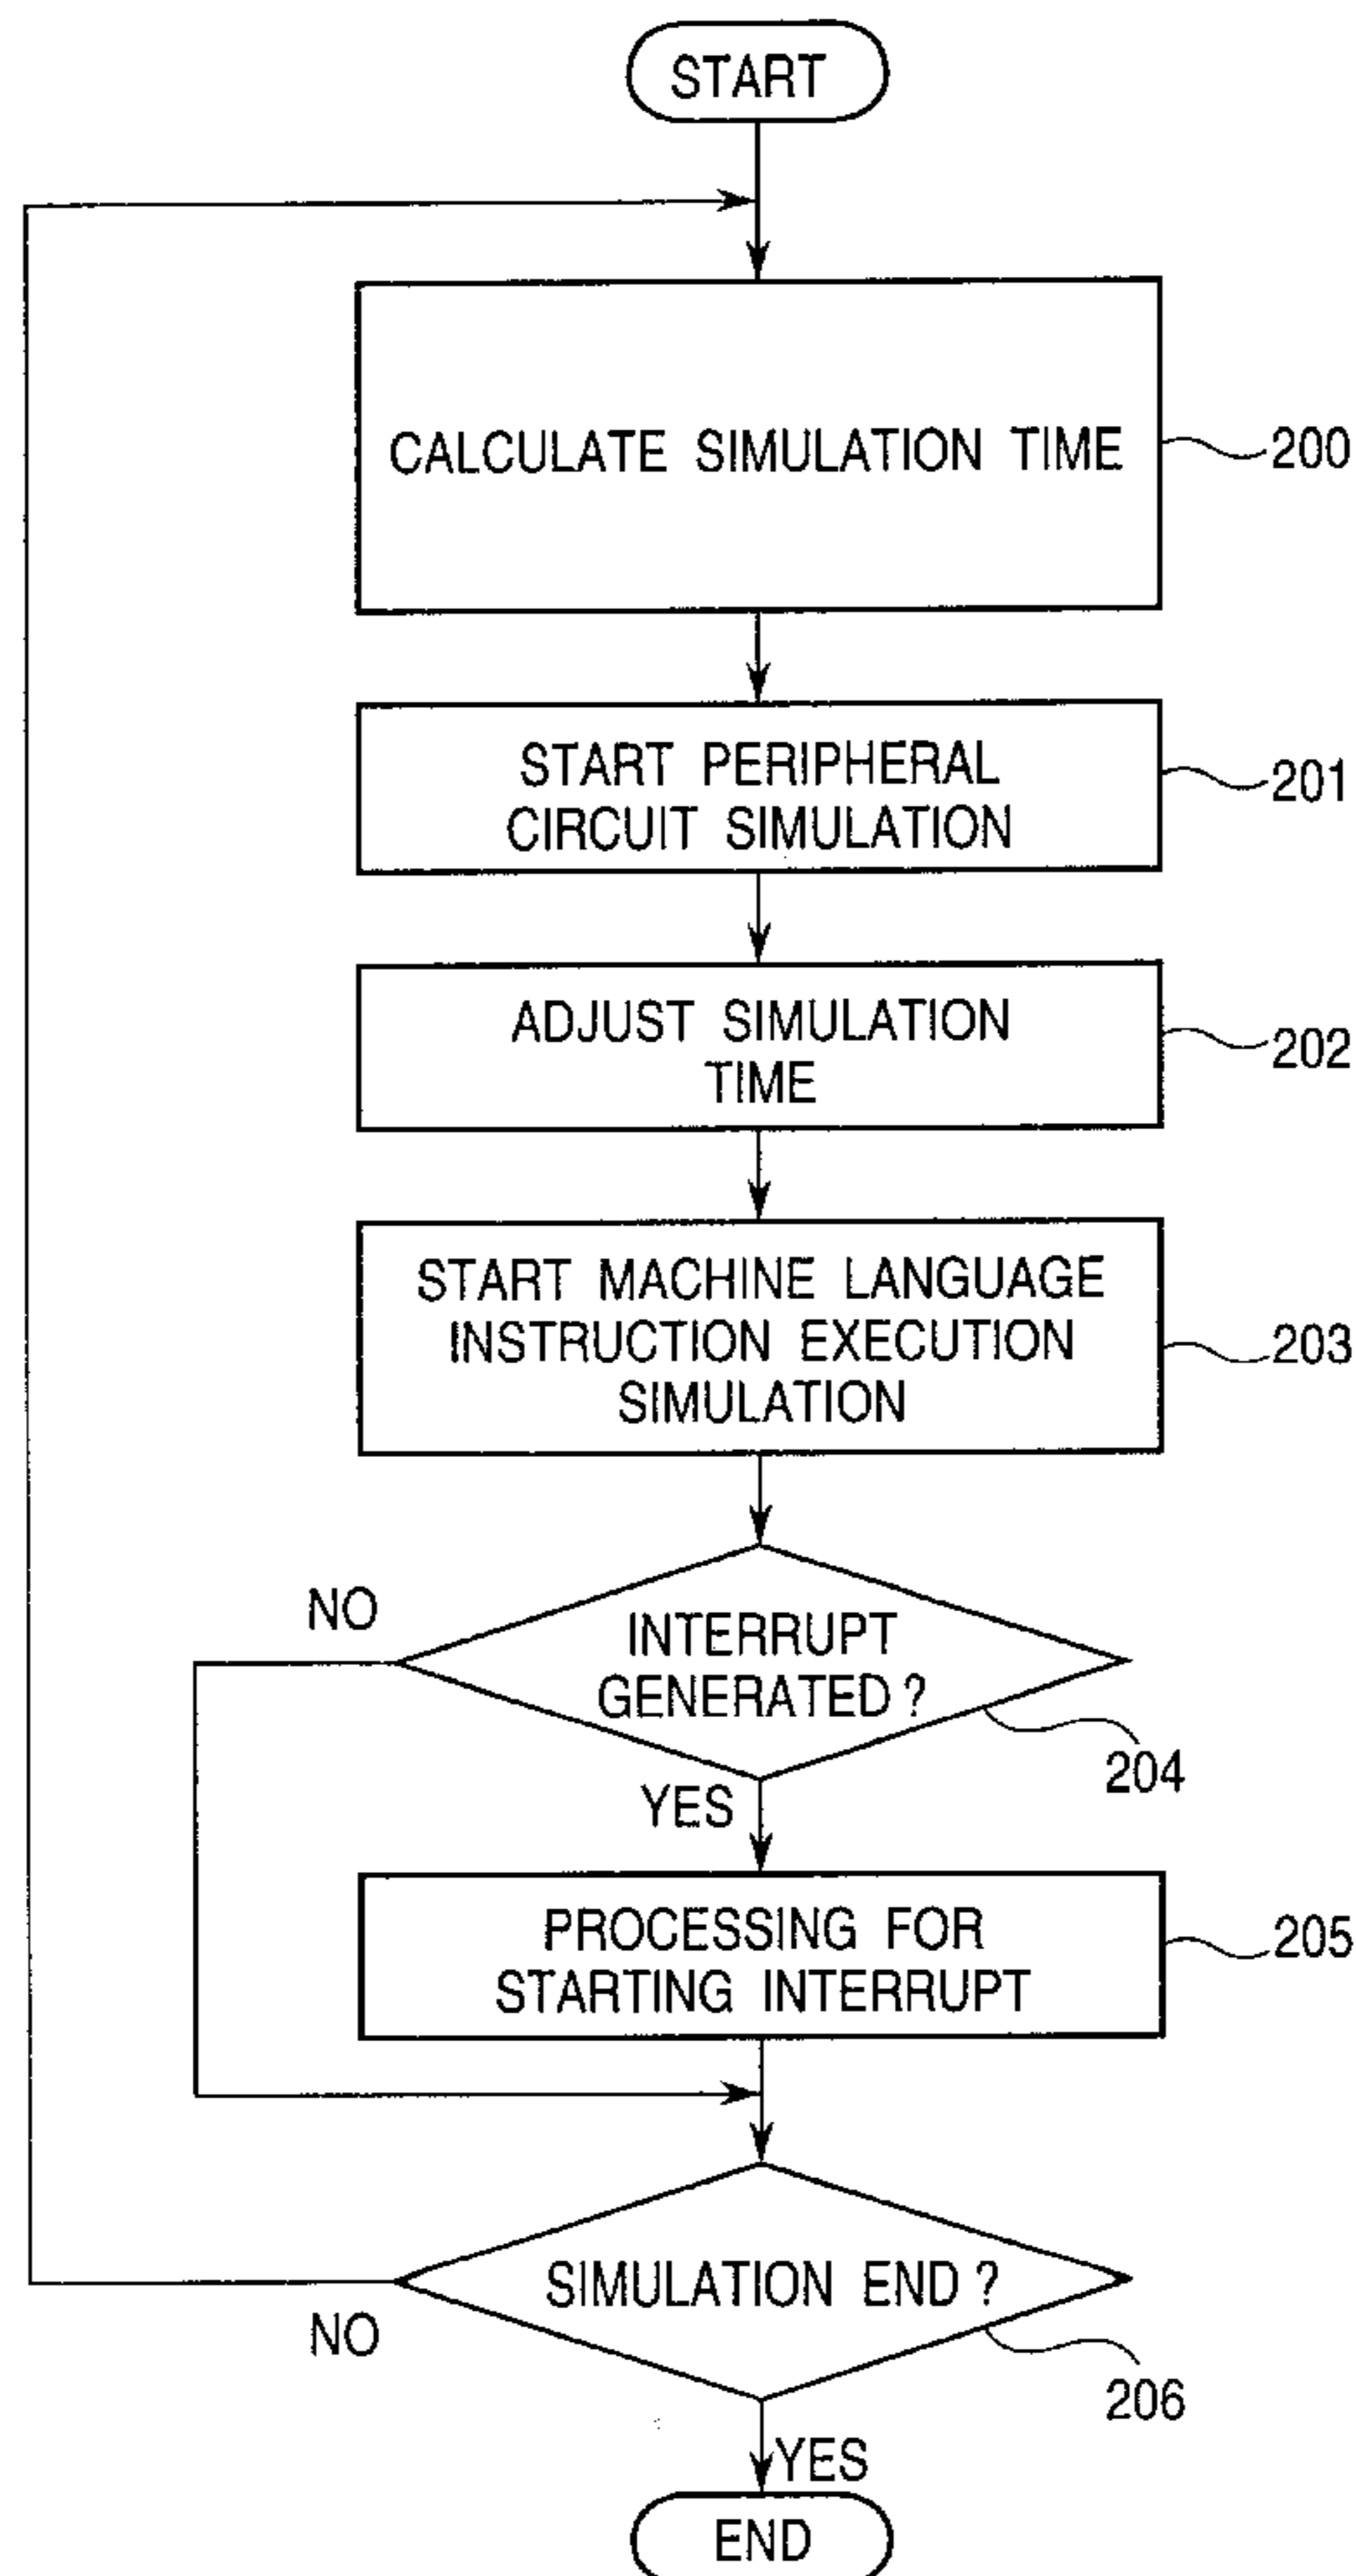 START
CALCULATE SIMULATION TIME
200
START PERIPHERAL
CIRCUIT SIMULATION
201
ADJUST SIMULATION
TIME
202
START MACHINE LANGUAGE
INSTRUCTION EXECUTION
SIMULATION
203
NO
INTERRUPT
GENERATED ?
204
YES
PROCESSING FOR
STARTING INTERRUPT
205
SIMULATION END ?
NO
206
YES
END